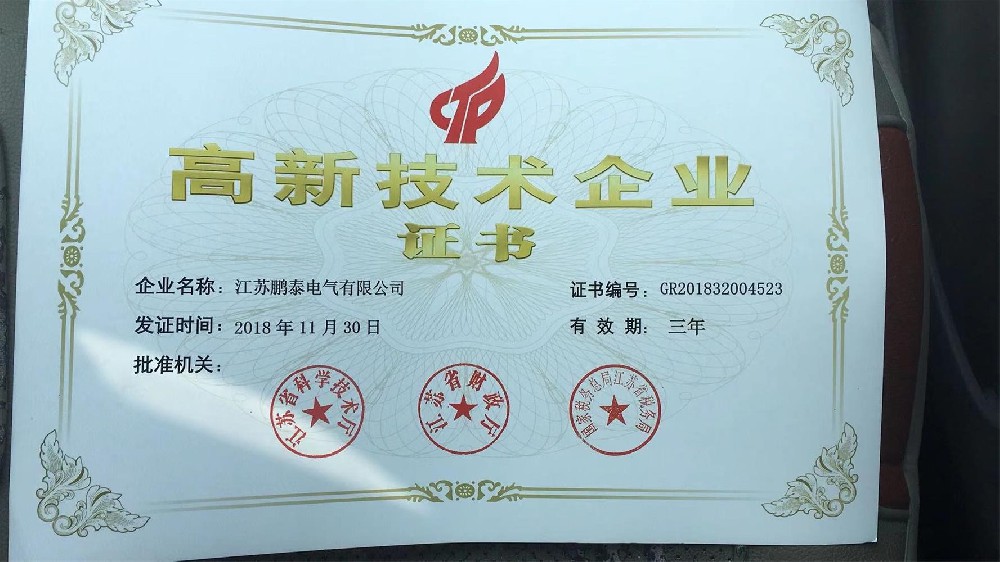 高新技术企业
证书
企业名称：江苏鹏泰电气有限公司
证书编号：GR201832004523
发证时间：2018年11月30日
有效期：三年
批准机关：
江苏省科学技术厅
江苏省财政厅
国家税务总局江苏省税务局